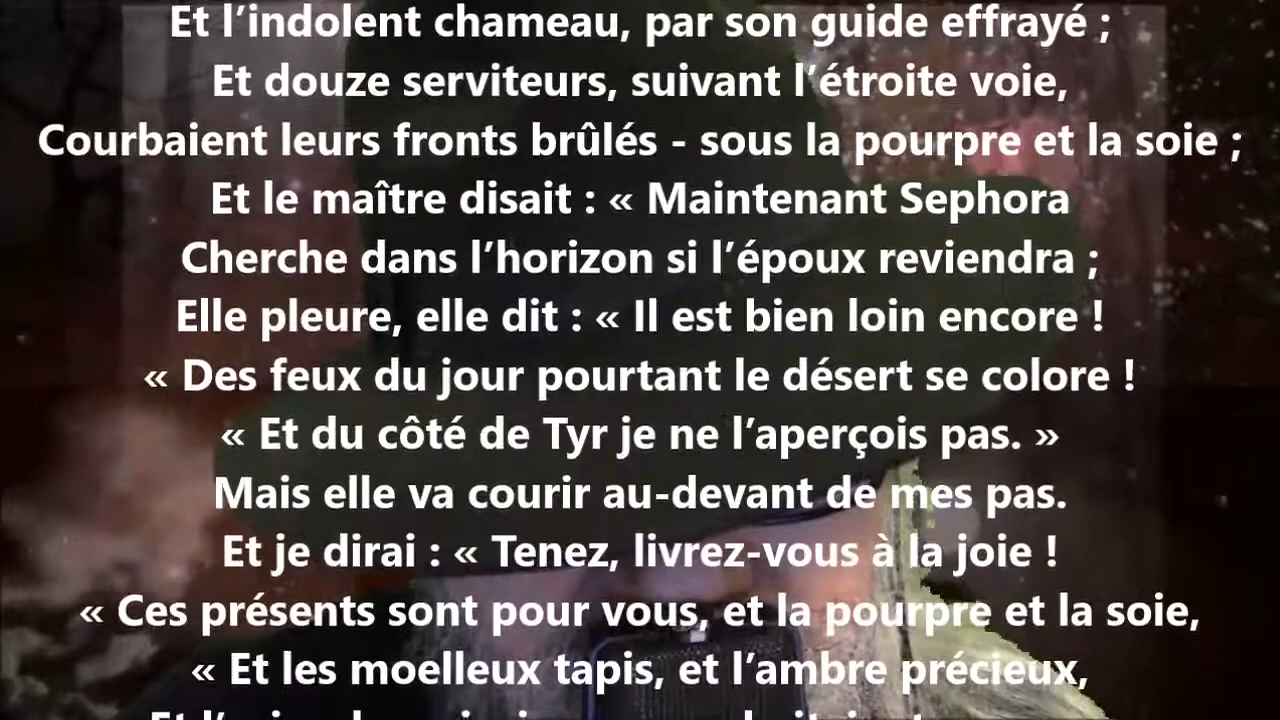 Et l’indolent chameau, par son guide effrayé ;
Et douze serviteurs, suivant l’étroite voie,
Courbaient leurs fronts brûlés - sous la pourpre et la soie ;
Et le maître disait : « Maintenant Sephora
Cherche dans l’horizon si l’époux reviendra ;
Elle pleure, elle dit : « Il est bien loin encore !
« Des feux du jour pourtant le désert se colore !
« Et du côté de Tyr je ne l’aperçois pas. »
Mais elle va courir au-devant de mes pas.
Et je dirai : « Tenez, livrez-vous à la joie !
« Ces présents sont pour vous, et la pourpre et la soie,
« Et les moelleux tapis, et l’ambre précieux,